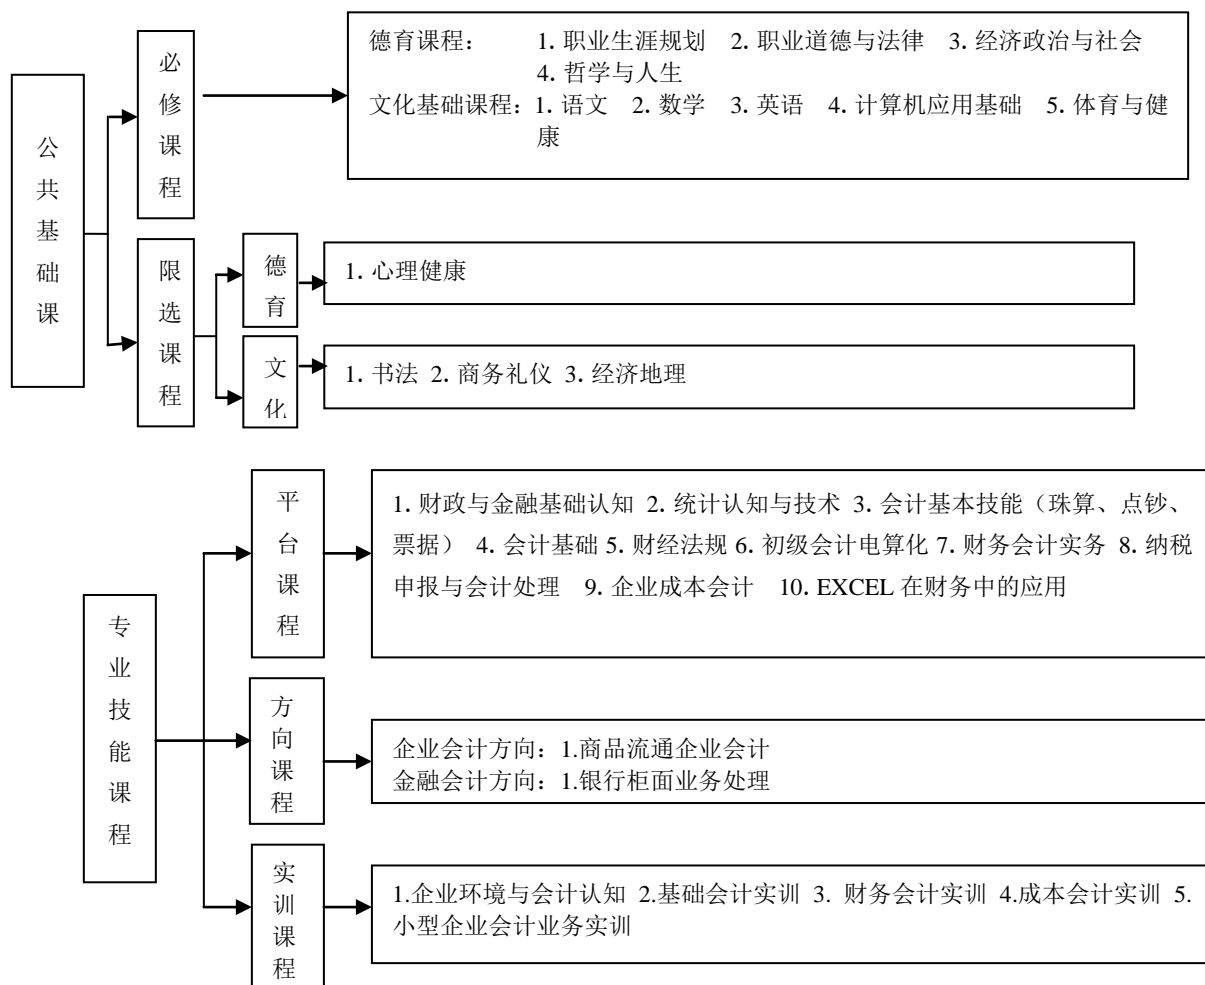 公共基础课
必修课程
德育课程： 1. 职业生涯规划 2. 职业道德与法律 3. 经济政治与社会
4. 哲学与人生
文化基础课程：1. 语文 2. 数学 3. 英语 4. 计算机应用基础 5. 体育与健
康
限选课程
德育
1. 心理健康
文化
1. 书法 2. 商务礼仪 3. 经济地理
专业技能课程
平台课程
1. 财政与金融基础认知 2. 统计认知与技术 3. 会计基本技能（珠算、点钞、
票据） 4. 会计基础 5. 财经法规 6. 初级会计电算化 7. 财务会计实务 8. 纳税
申报与会计处理 9. 企业成本会计 10. EXCEL 在财务中的应用
方向课程
企业会计方向：1.商品流通企业会计
金融会计方向：1.银行柜面业务处理
实训课程
1.企业环境与会计认知 2.基础会计实训 3. 财务会计实训 4.成本会计实训 5.
小型企业会计业务实训